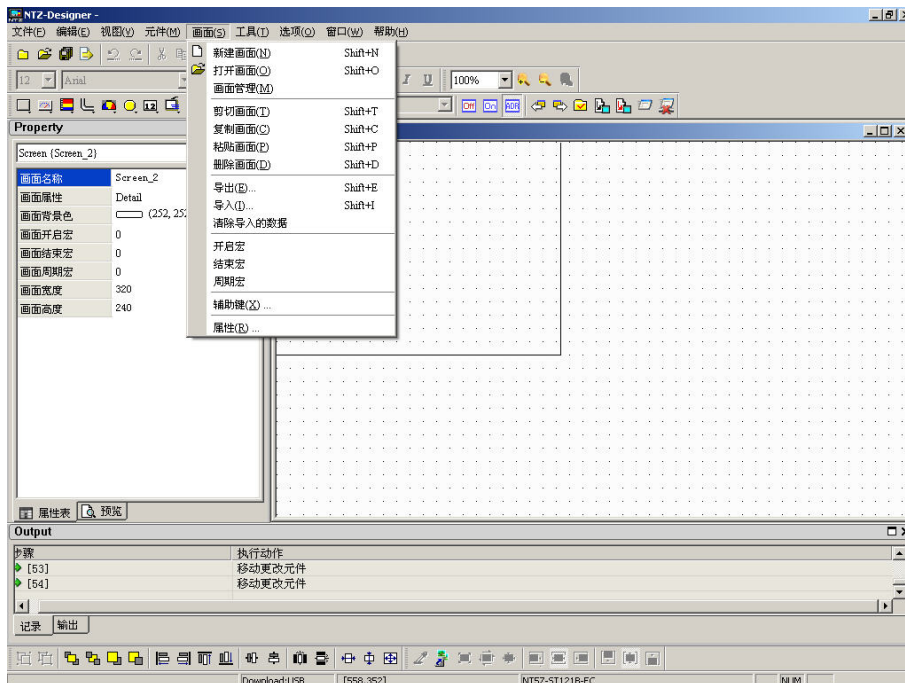 NTZ-Designer -
文件(F) 编辑(E) 视图(V) 元件(M) 画面(S) 工具(T) 选项(O) 窗口(W) 帮助(H)
新建画面(N) Shift+N
打开画面(O) Shift+O
画面管理(M)
剪切画面(T) Shift+T
复制画面(C) Shift+C
粘贴画面(P) Shift+P
删除画面(D) Shift+D
导出(E)... Shift+E
导入(I)... Shift+I
清除导入的数据
开启宏
结束宏
周期宏
辅助键(X) ...
属性(R) ...
12 Arial
I U 100%
12
Off On ADR
Property
Screen {Screen_2}
画面名称 Screen_2
画面属性 Detail
画面背景色 (252, 252
画面开启宏 0
画面结束宏 0
画面周期宏 0
画面宽度 320
画面高度 240
属性表 预览
Output
步骤 执行动作
[53] 移动更改元件
[54] 移动更改元件
记录 输出
Download:USB [558,352] NT5Z-ST121B-EC NUM